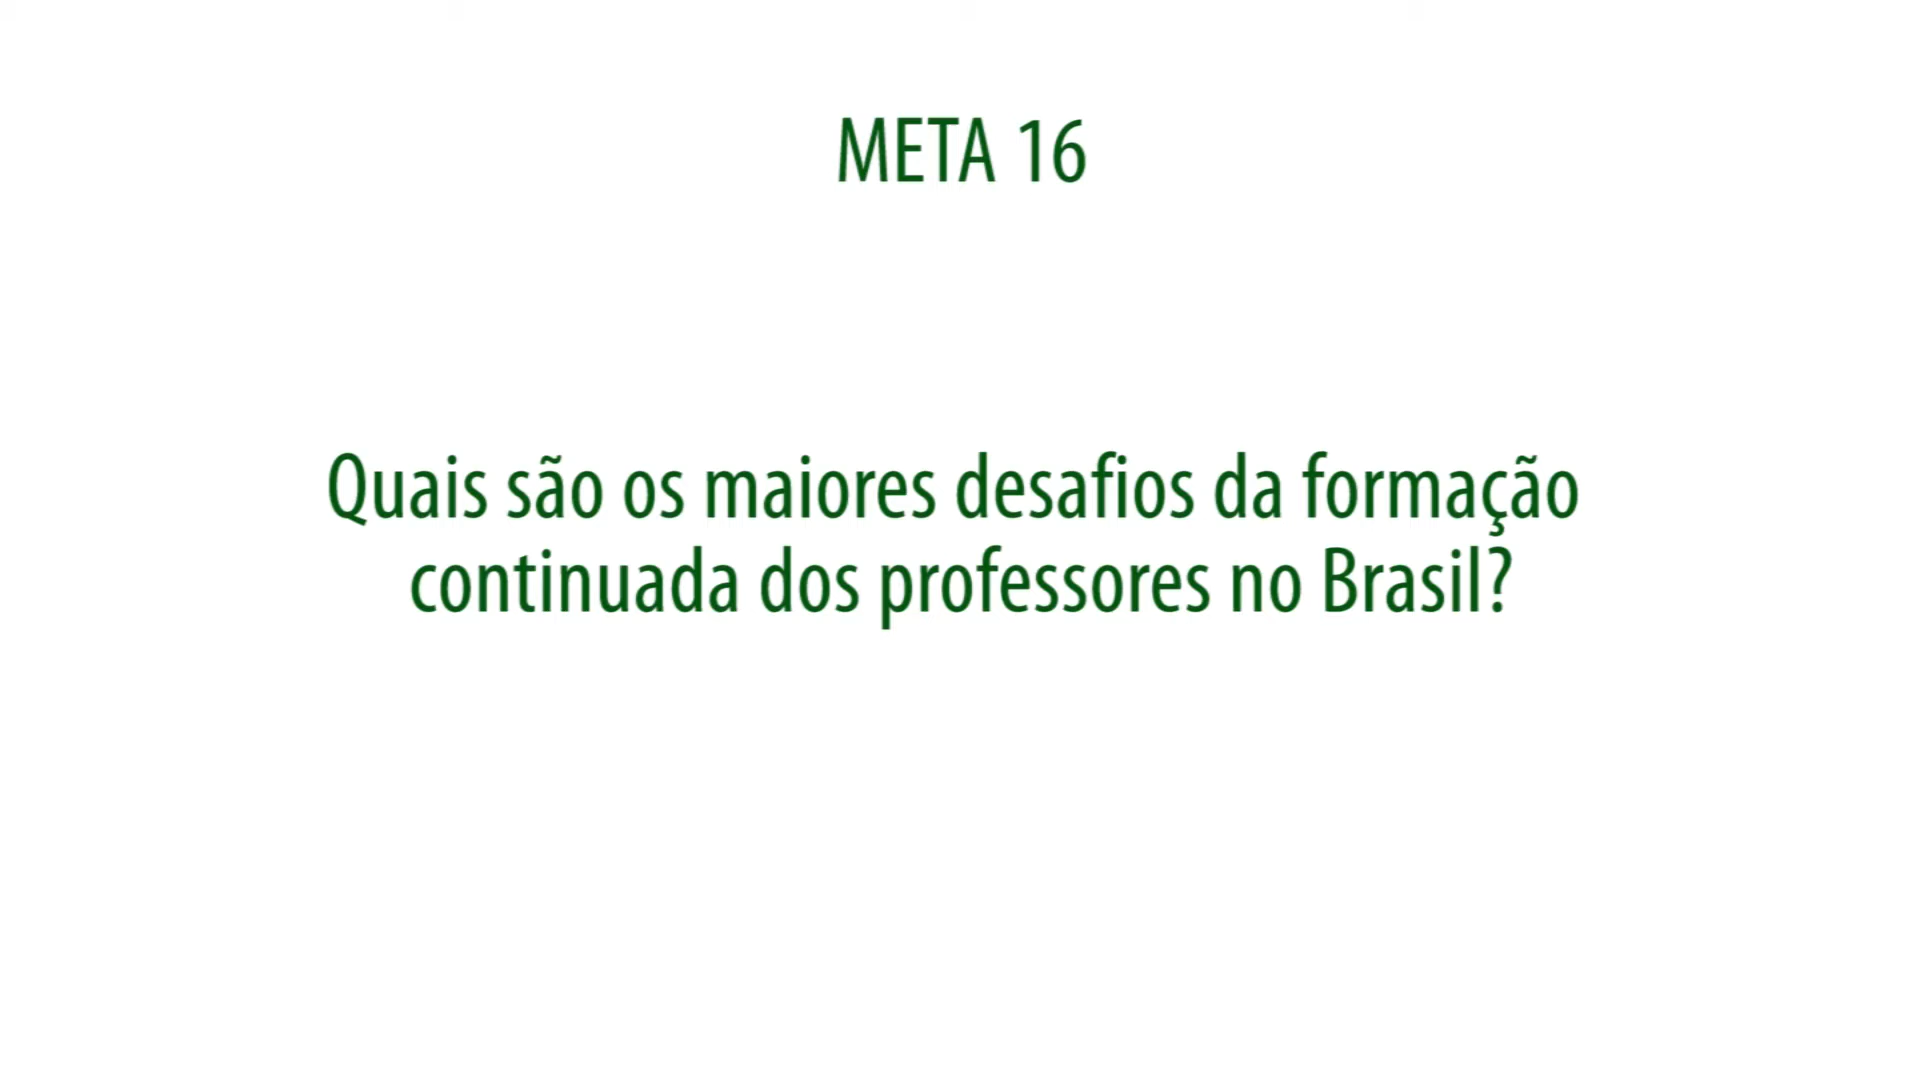 META 16
Quais são os maiores desafios da formação
continuada dos professores no Brasil?